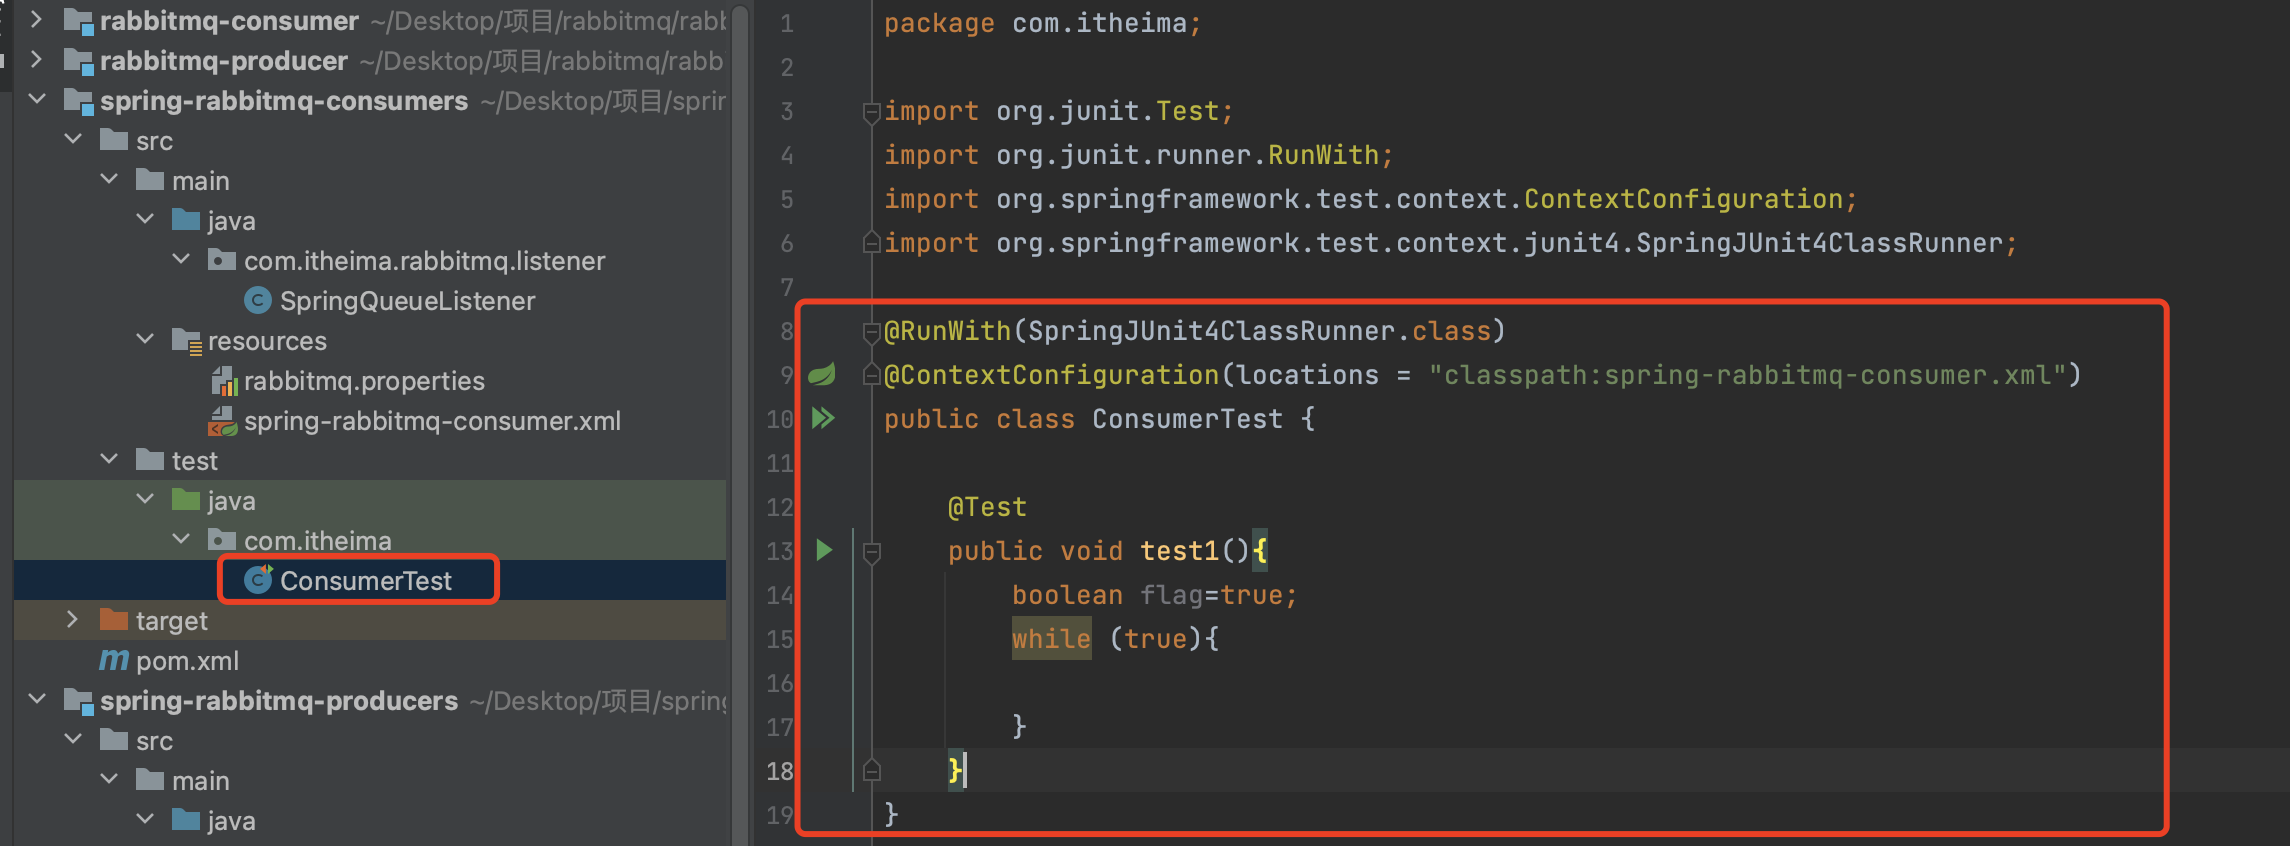 rabbitmq-consumer ~/Desktop/项目/rabbitmq/rabb
rabbitmq-producer ~/Desktop/项目/rabbitmq/rabb
spring-rabbitmq-consumers ~/Desktop/项目/sprin
src
main
java
com.itheima.rabbitmq.listener
SpringQueueListener
resources
rabbitmq.properties
spring-rabbitmq-consumer.xml
test
java
com.itheima
ConsumerTest
target
pom.xml
spring-rabbitmq-producers ~/Desktop/项目/spring
src
main
java
1 package com.itheima;
2
3 import org.junit.Test;
4 import org.junit.runner.RunWith;
5 import org.springframework.test.context.ContextConfiguration;
6 import org.springframework.test.context.junit4.SpringJUnit4ClassRunner;
7
8 @RunWith(SpringJUnit4ClassRunner.class)
9 @ContextConfiguration(locations = "classpath:spring-rabbitmq-consumer.xml")
10 public class ConsumerTest {
11
12 @Test
13 public void test1(){
14 boolean flag=true;
15 while (true){
16
17 }
18 }
19 }